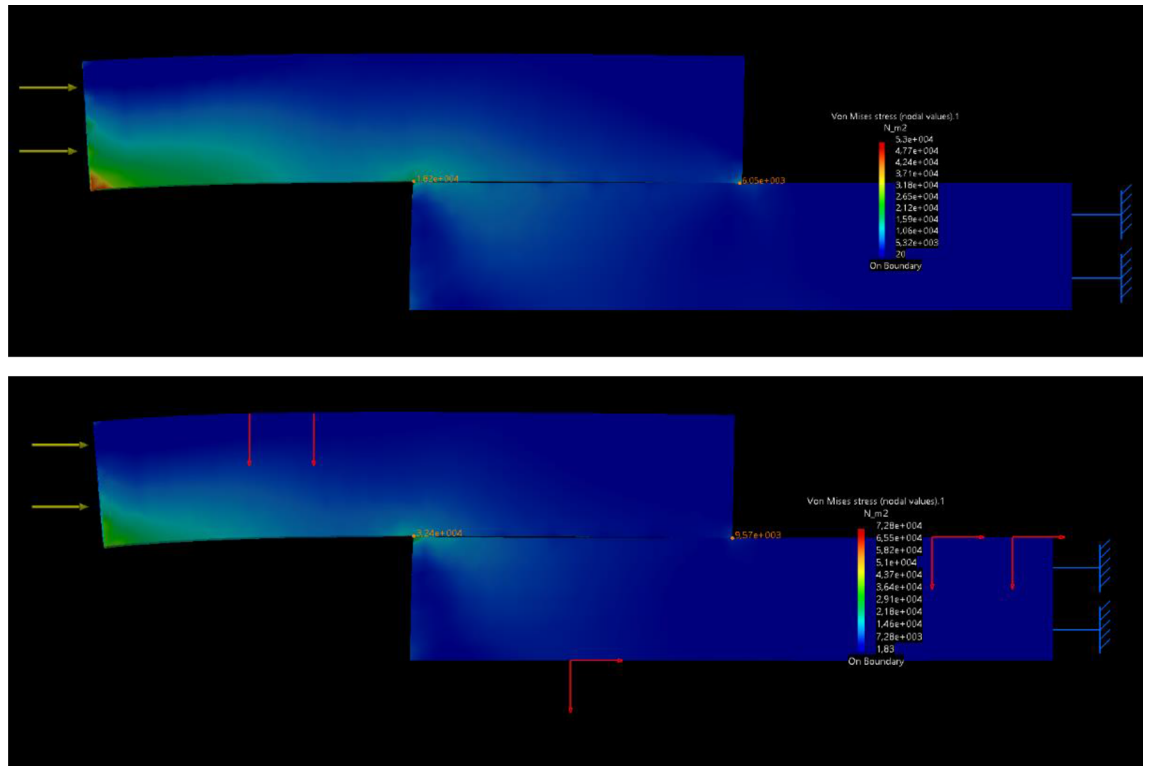 Von Mises stress (nodal values).1
N_m2
5,3e+004
4,77e+004
4,24e+004
3,71e+004
3,18e+004
2,65e+004
2,12e+004
1,59e+004
1,06e+004
5,32e+003
20
On Boundary
1,82e+004
6,05e+003
Von Mises stress (nodal values).1
N_m2
7,28e+004
6,55e+004
5,82e+004
5,1e+004
4,37e+004
3,64e+004
2,91e+004
2,18e+004
1,46e+004
7,28e+003
1,83
On Boundary
3,24e+004
9,57e+003